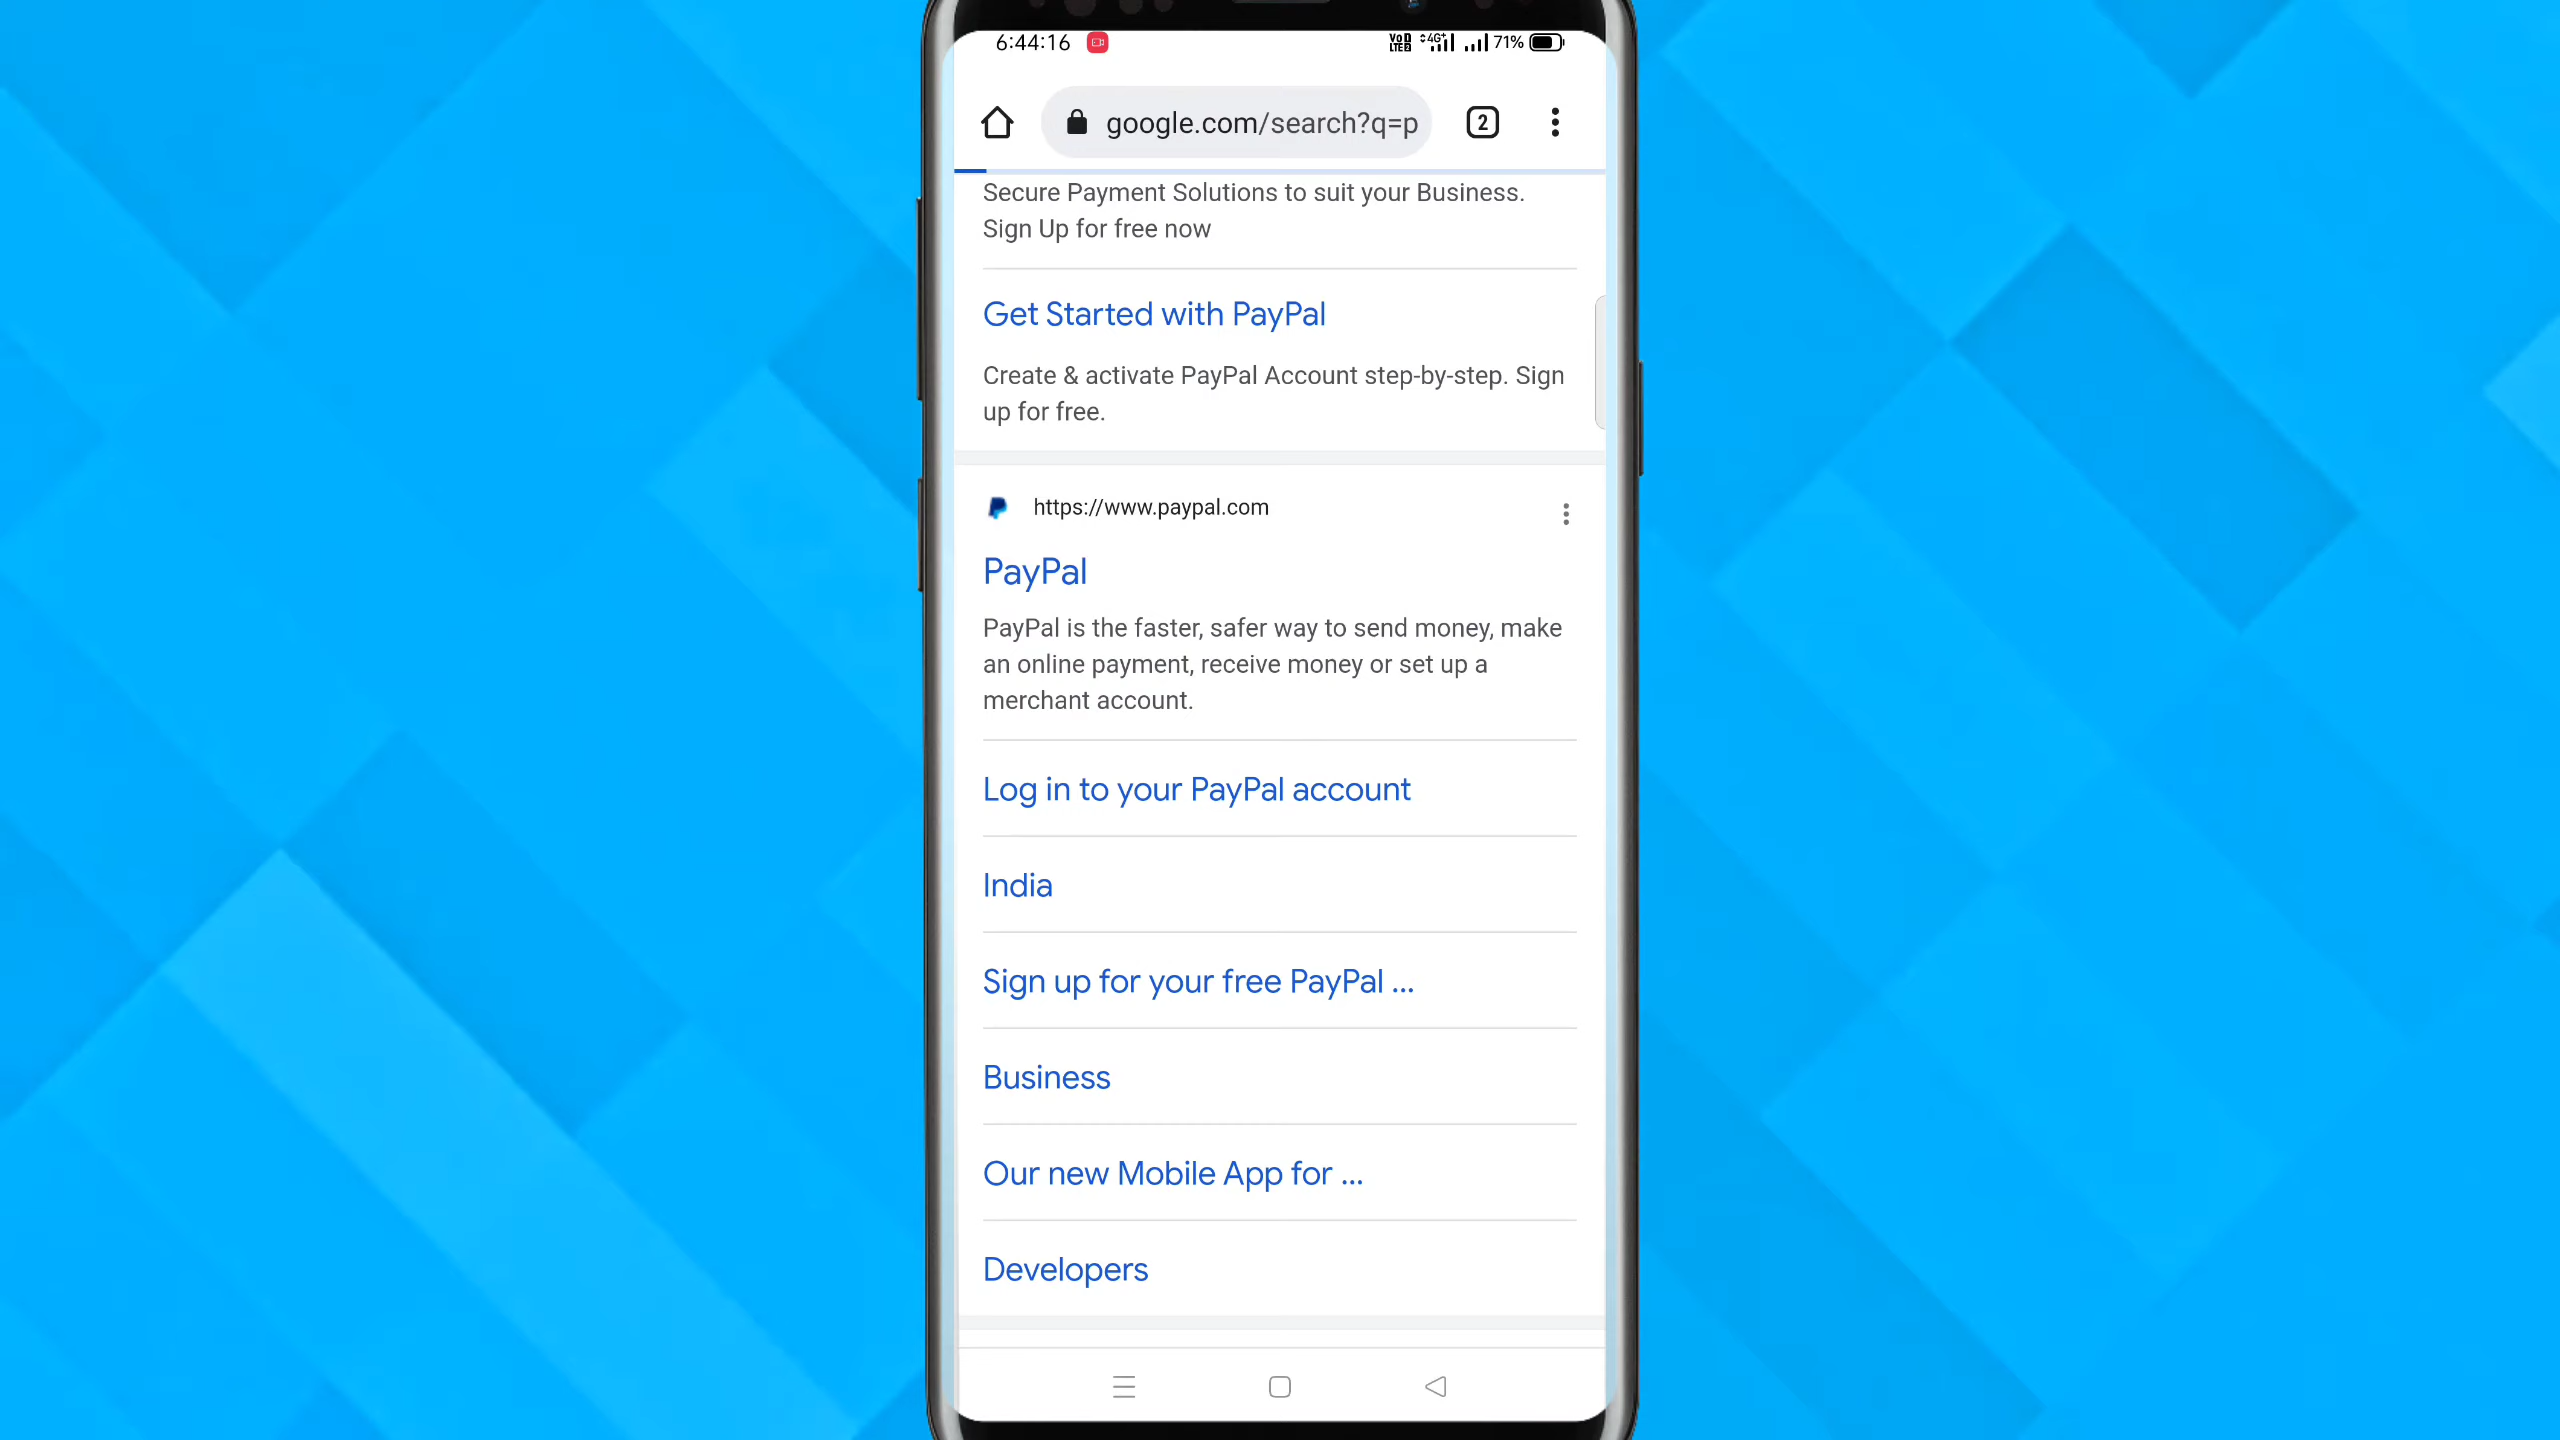 6:44:16
Vo LTE 4G+ 71%
google.com/search?q=p
2
Secure Payment Solutions to suit your Business.
Sign Up for free now
Get Started with PayPal
Create & activate PayPal Account step-by-step. Sign
up for free.
https://www.paypal.com
PayPal
PayPal is the faster, safer way to send money, make
an online payment, receive money or set up a
merchant account.
Log in to your PayPal account
India
Sign up for your free PayPal ...
Business
Our new Mobile App for ...
Developers